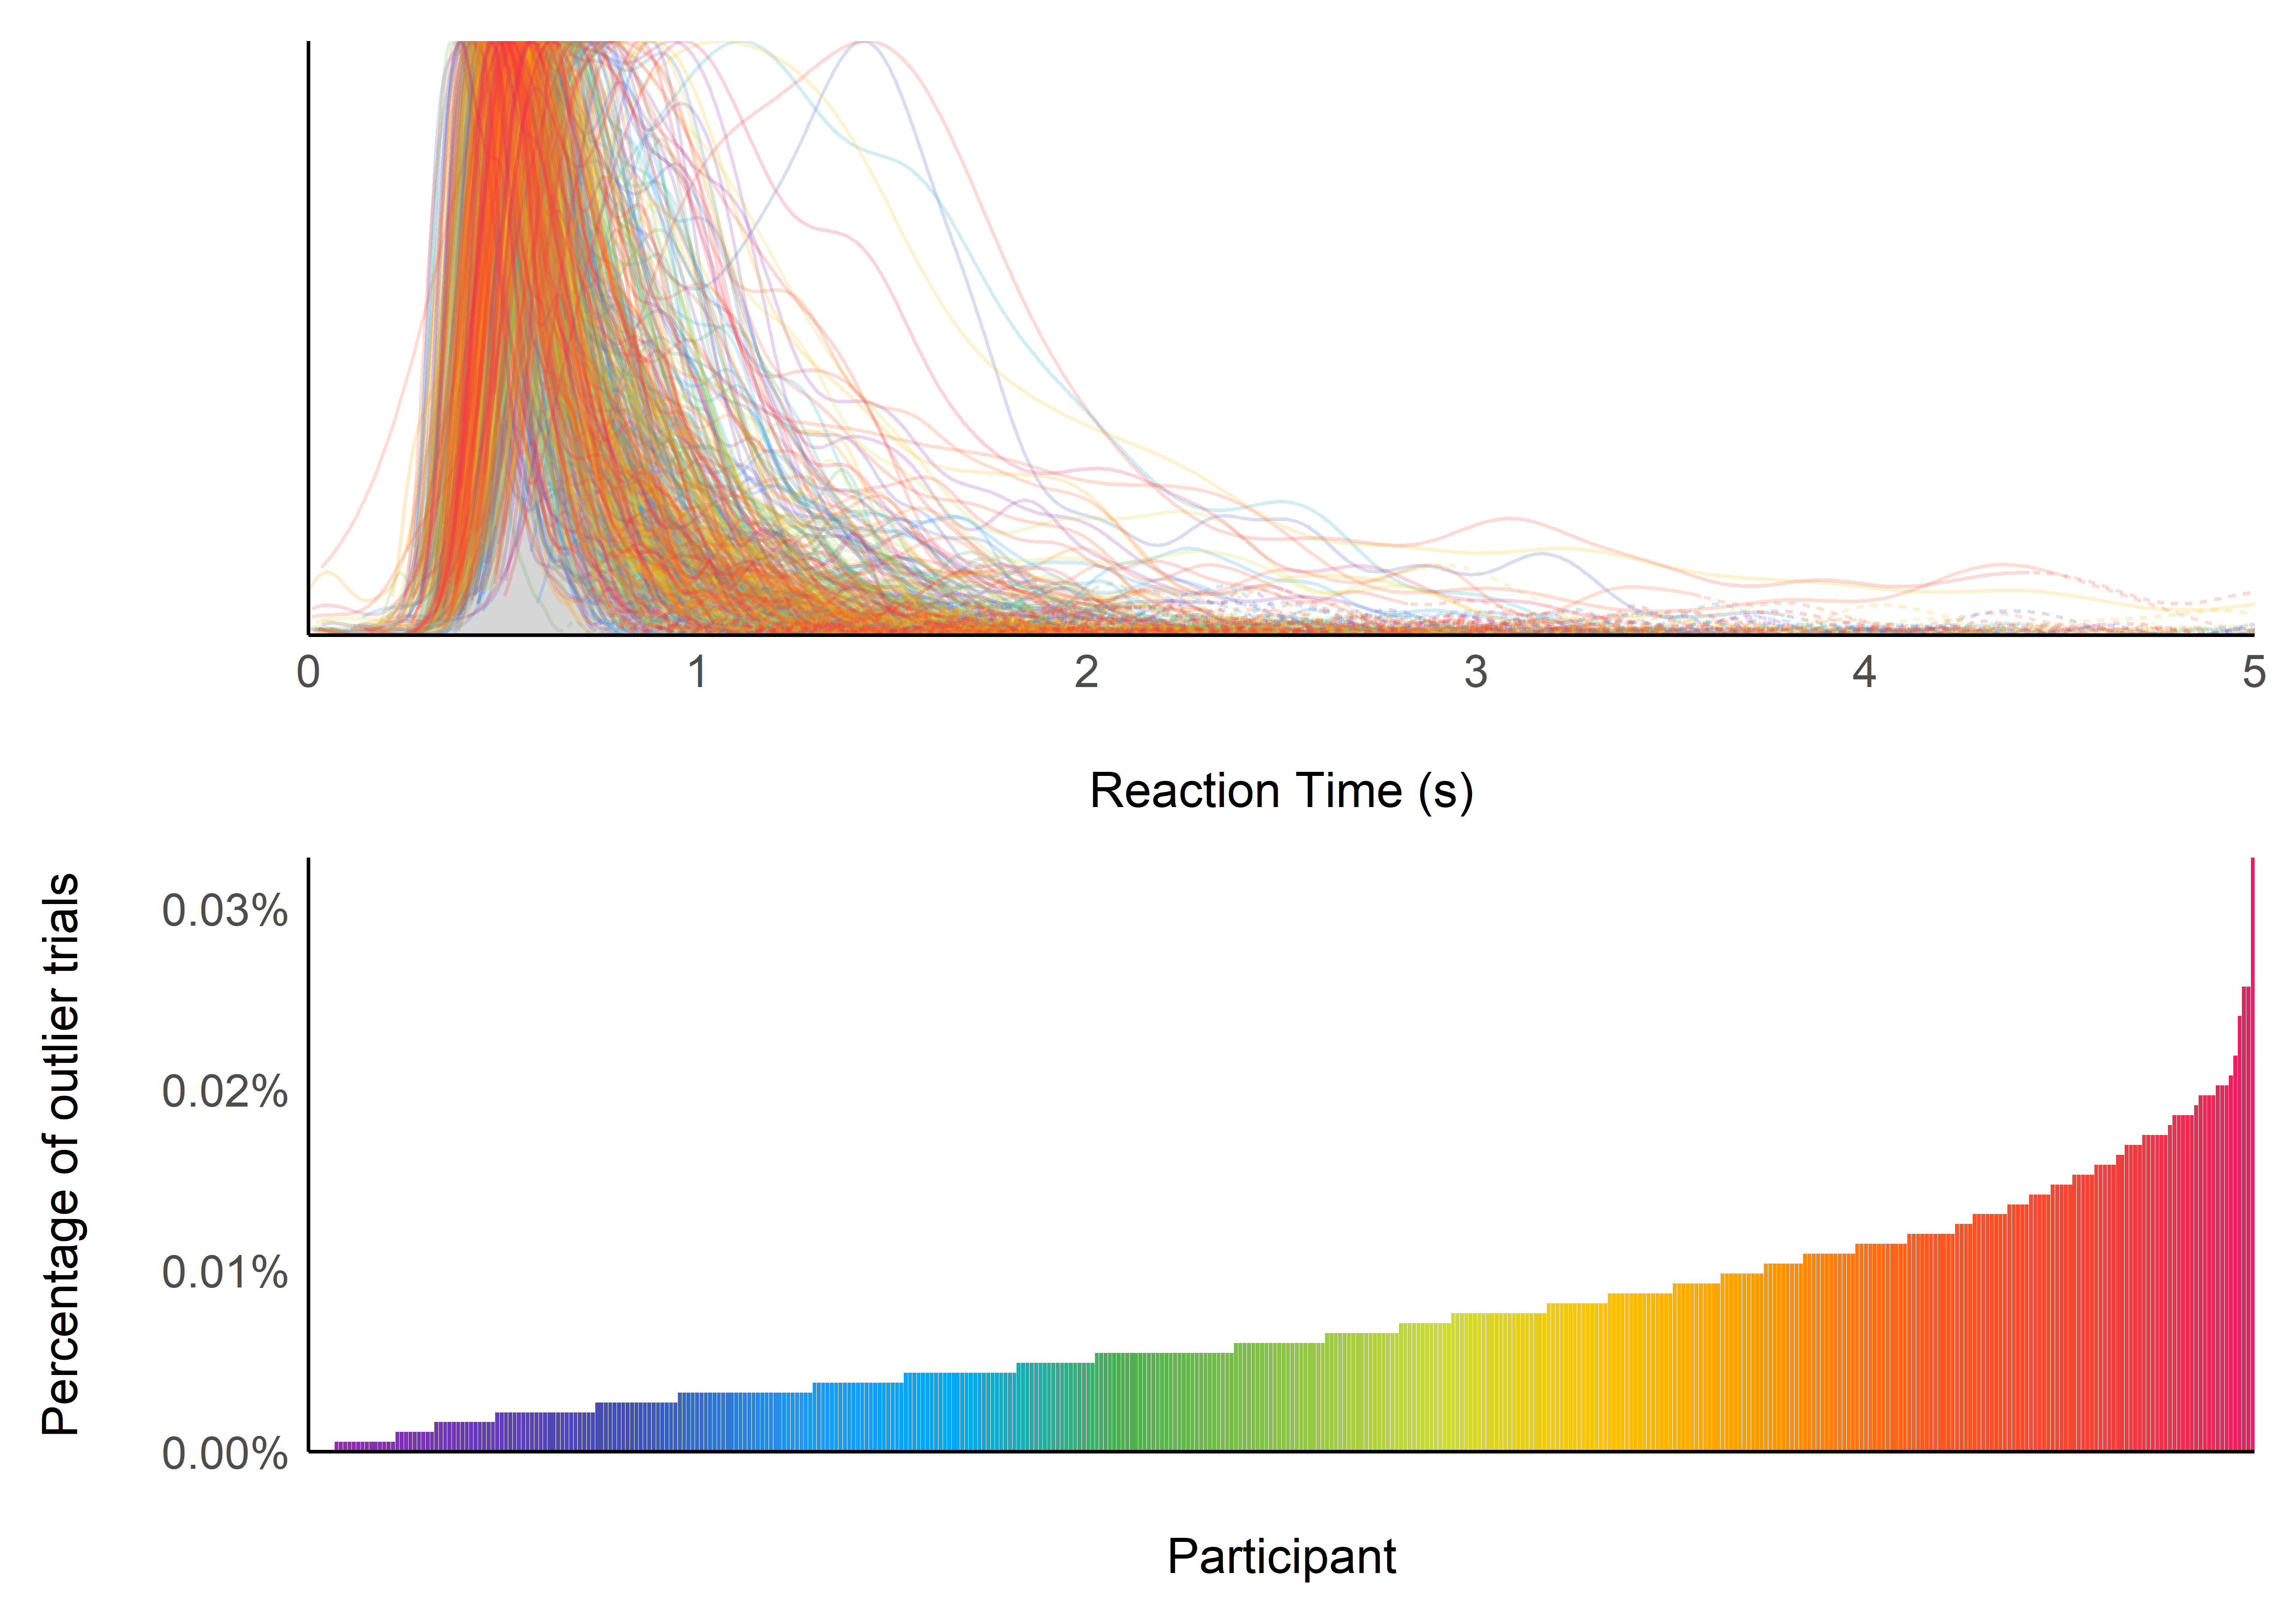 0 1 2 3 4 5
Reaction Time (s)
Percentage of outlier trials
0.03%
0.02%
0.01%
0.00%
Participant